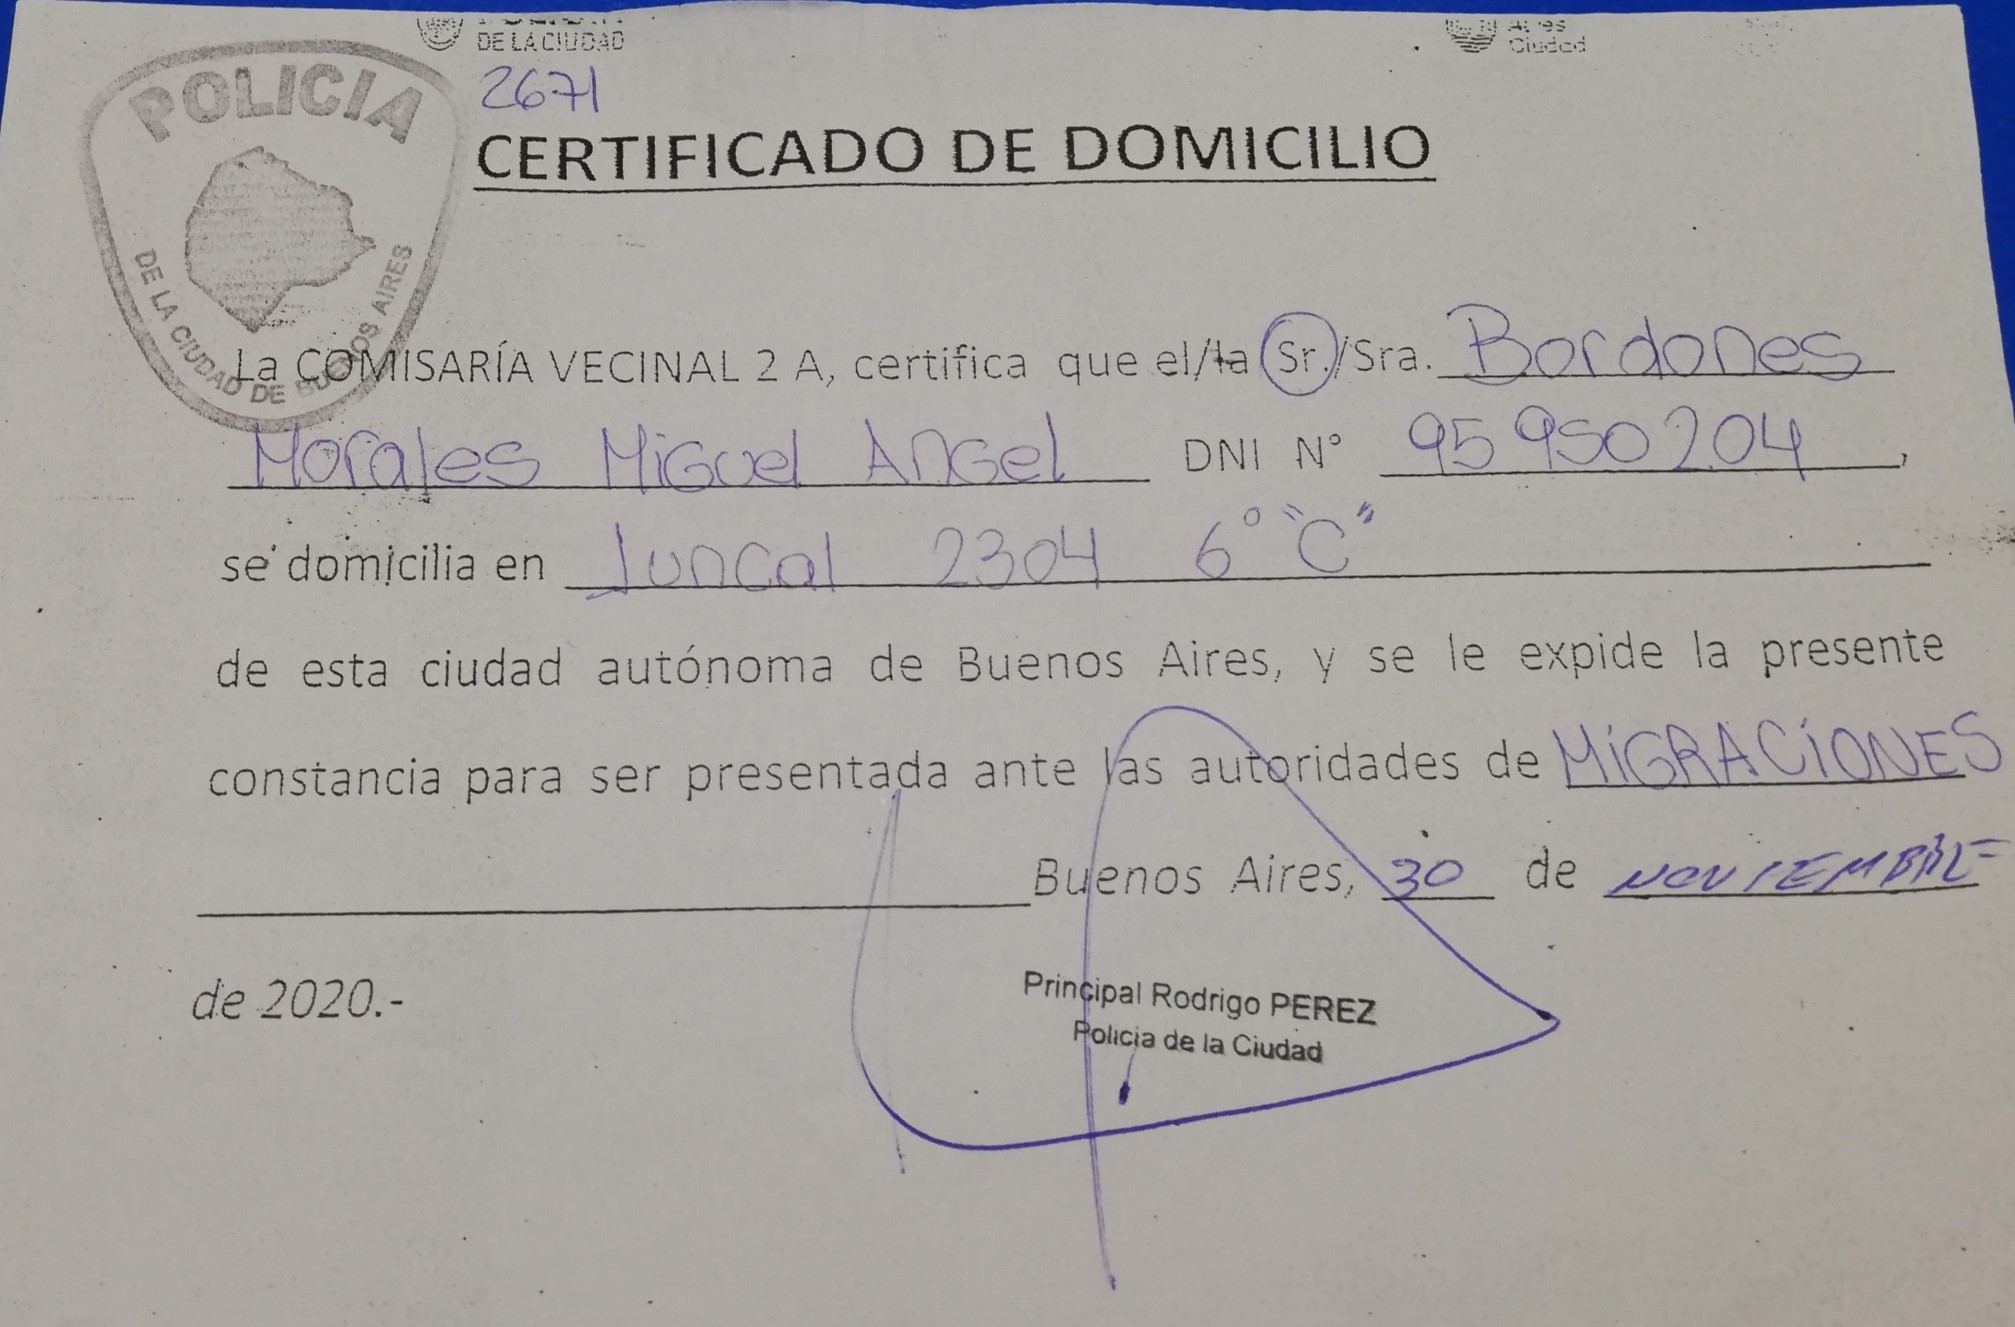 DE LA CIUDAD
Ciudad
2671
POLICIA
DE LA CIUDAD DE BUENOS AIRES
CERTIFICADO DE DOMICILIO
La COMISARÍA VECINAL 2 A, certifica que el/la Sr./Sra. Bordones
Morales Miguel Angel DNI N° 95 950 204,
se domicilia en Juncal 2304 6° "C"
de esta ciudad autónoma de Buenos Aires, y se le expide la presente
constancia para ser presentada ante las autoridades de MIGRACIONES
Buenos Aires, 30 de NOVIEMBRE
de 2020.-
Principal Rodrigo PEREZ
Policia de la Ciudad